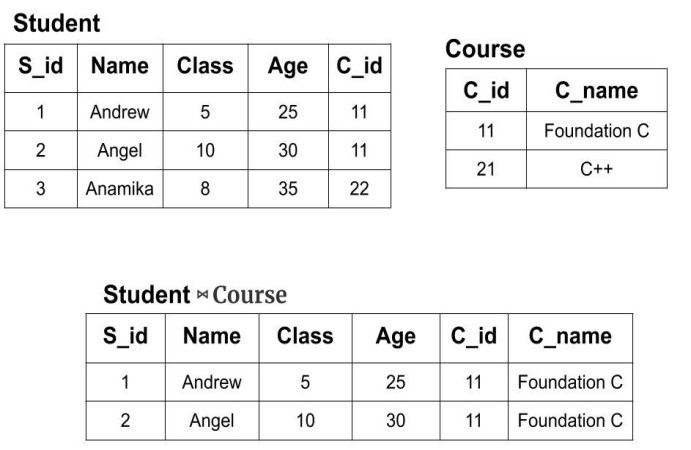 Student
S_id Name Class Age C_id
1 Andrew 5 25 11
2 Angel 10 30 11
3 Anamika 8 35 22
Course
C_id C_name
11 Foundation C
21 C++
Student ⋈ Course
S_id Name Class Age C_id C_name
1 Andrew 5 25 11 Foundation C
2 Angel 10 30 11 Foundation C